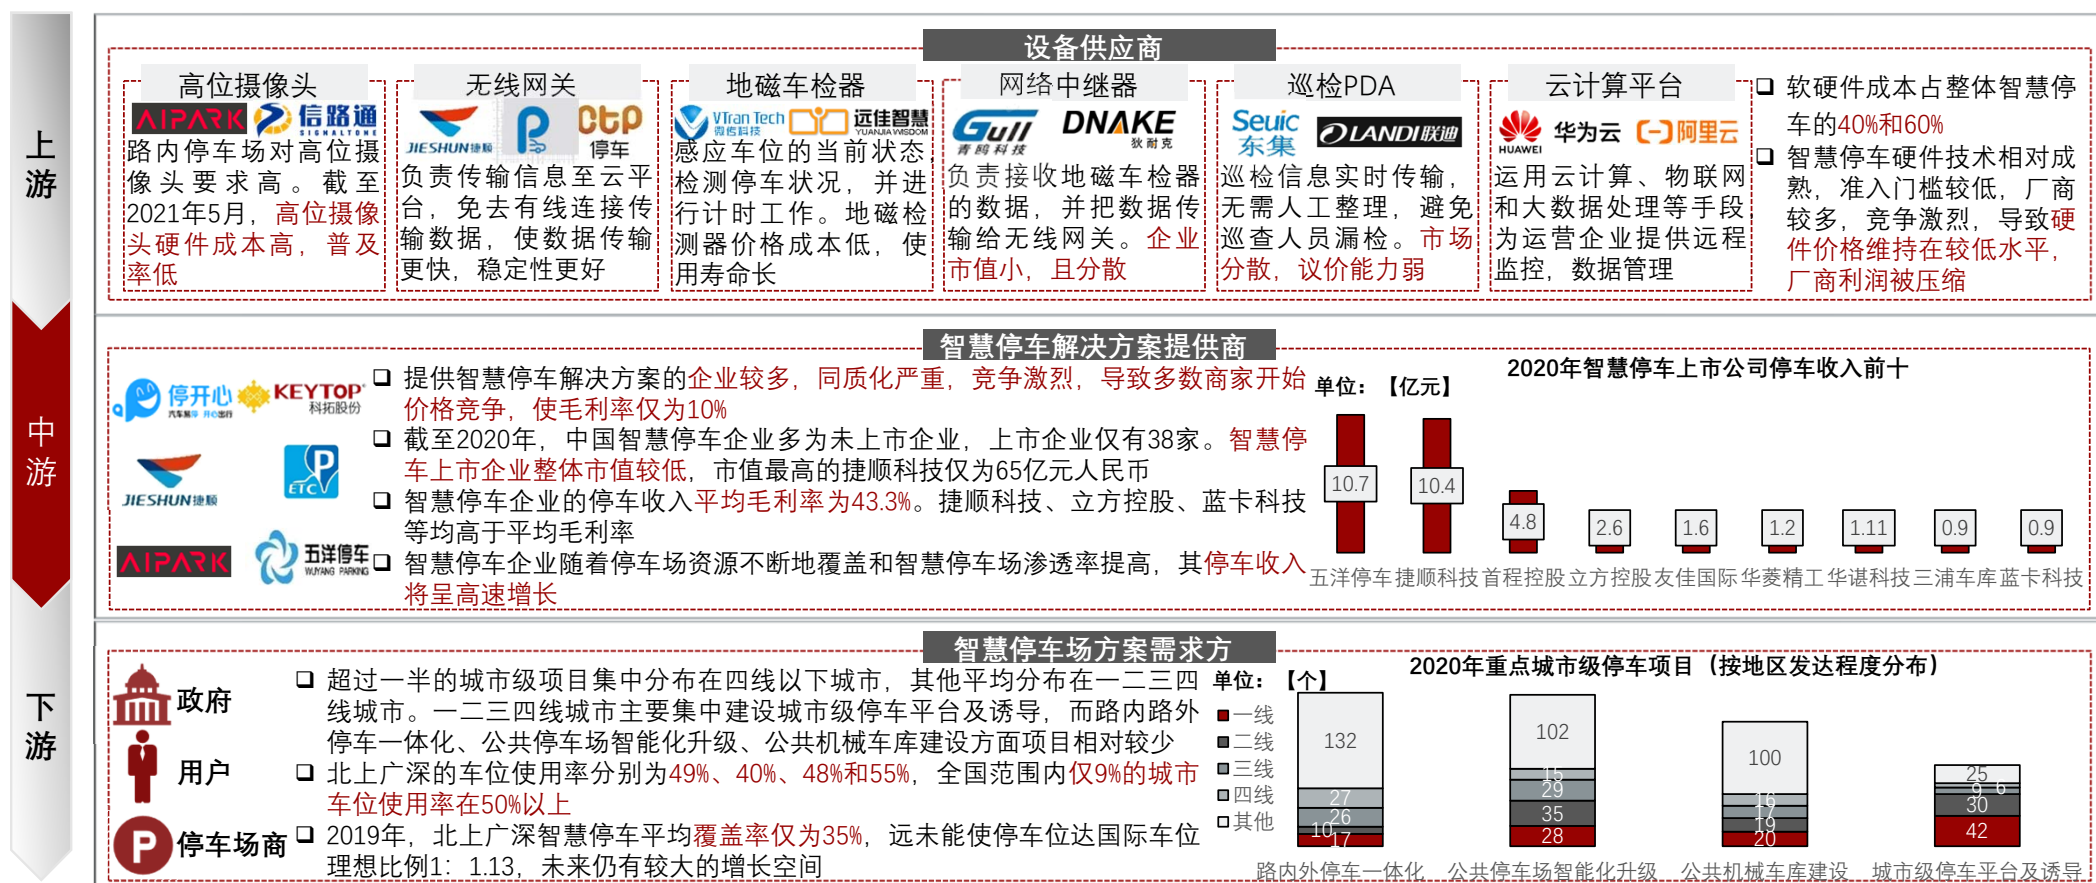 上游
设备供应商
高位摄像头
AIPARK 信路通
SIGNALTONE
路内停车场对高位摄
像头要求高。截至
2021年5月，高位摄像
头硬件成本高，普及
率低
无线网关
JIESHUN捷顺
P
ctp
停车
负责传输信息至云平
台，免去有线连接传
输数据，使数据传输
更快，稳定性更好
地磁车检器
VTran Tech
微传科技
远佳智慧
YUANJIA WISDOM
感应车位的当前状态，
检测停车状况，并进
行计时工作。地磁检
测器价格成本低，使
用寿命长
网络中继器
Gull
青鸥科技
DNAKE
狄耐克
负责接收地磁车检器
的数据，并把数据传
输给无线网关。企业
市值小，且分散
巡检PDA
Seuic
东集
LANDI联迪
巡检信息实时传输，
无需人工整理，避免
巡查人员漏检。市场
分散，议价能力弱
云计算平台
HUAWEI
华为云
阿里云
运用云计算、物联网
和大数据处理等手段
为运营企业提供远程
监控，数据管理
软硬件成本占整体智慧停
车的40%和60%
智慧停车硬件技术相对成
熟，准入门槛较低，厂商
较多，竞争激烈，导致硬
件价格维持在较低水平，
厂商利润被压缩
中游
智慧停车解决方案提供商
停开心
汽车易停 开心出行
KEYTOP
科拓股份
JIESHUN捷顺
P
ETC
AIPARK
五洋停车
WUYANG PARKING
提供智慧停车解决方案的企业较多，同质化严重，竞争激烈，导致多数商家开始
价格竞争，使毛利率仅为10%
截至2020年，中国智慧停车企业多为未上市企业，上市企业仅有38家。智慧停
车上市企业整体市值较低，市值最高的捷顺科技仅为65亿元人民币
智慧停车企业的停车收入平均毛利率为43.3%。捷顺科技、立方控股、蓝卡科技
等均高于平均毛利率
智慧停车企业随着停车场资源不断地覆盖和智慧停车场渗透率提高，其停车收入
将呈高速增长
2020年智慧停车上市公司停车收入前十
单位：【亿元】
10.7 10.4 4.8 2.6 1.6 1.2 1.11 0.9 0.9
五洋停车 捷顺科技 首程控股 立方控股 友佳国际 华菱精工 华谌科技 三浦车库 蓝卡科技
下游
智慧停车场方案需求方
政府
用户
P 停车场商
超过一半的城市级项目集中分布在四线以下城市，其他平均分布在一二三四
线城市。一二三四线城市主要集中建设城市级停车平台及诱导，而路内路外
停车一体化、公共停车场智能化升级、公共机械车库建设方面项目相对较少
北上广深的车位使用率分别为49%、40%、48%和55%，全国范围内仅9%的城市
车位使用率在50%以上
2019年，北上广深智慧停车平均覆盖率仅为35%，远未能使停车位达国际车位
理想比例1：1.13，未来仍有较大的增长空间
2020年重点城市级停车项目（按地区发达程度分布）
单位：【个】
一线
二线
三线
四线
其他
132
27
26
10
17
102
15
29
35
28
100
16
17
19
20
25
6
9
30
42
路内外停车一体化 公共停车场智能化升级 公共机械车库建设 城市级停车平台及诱导